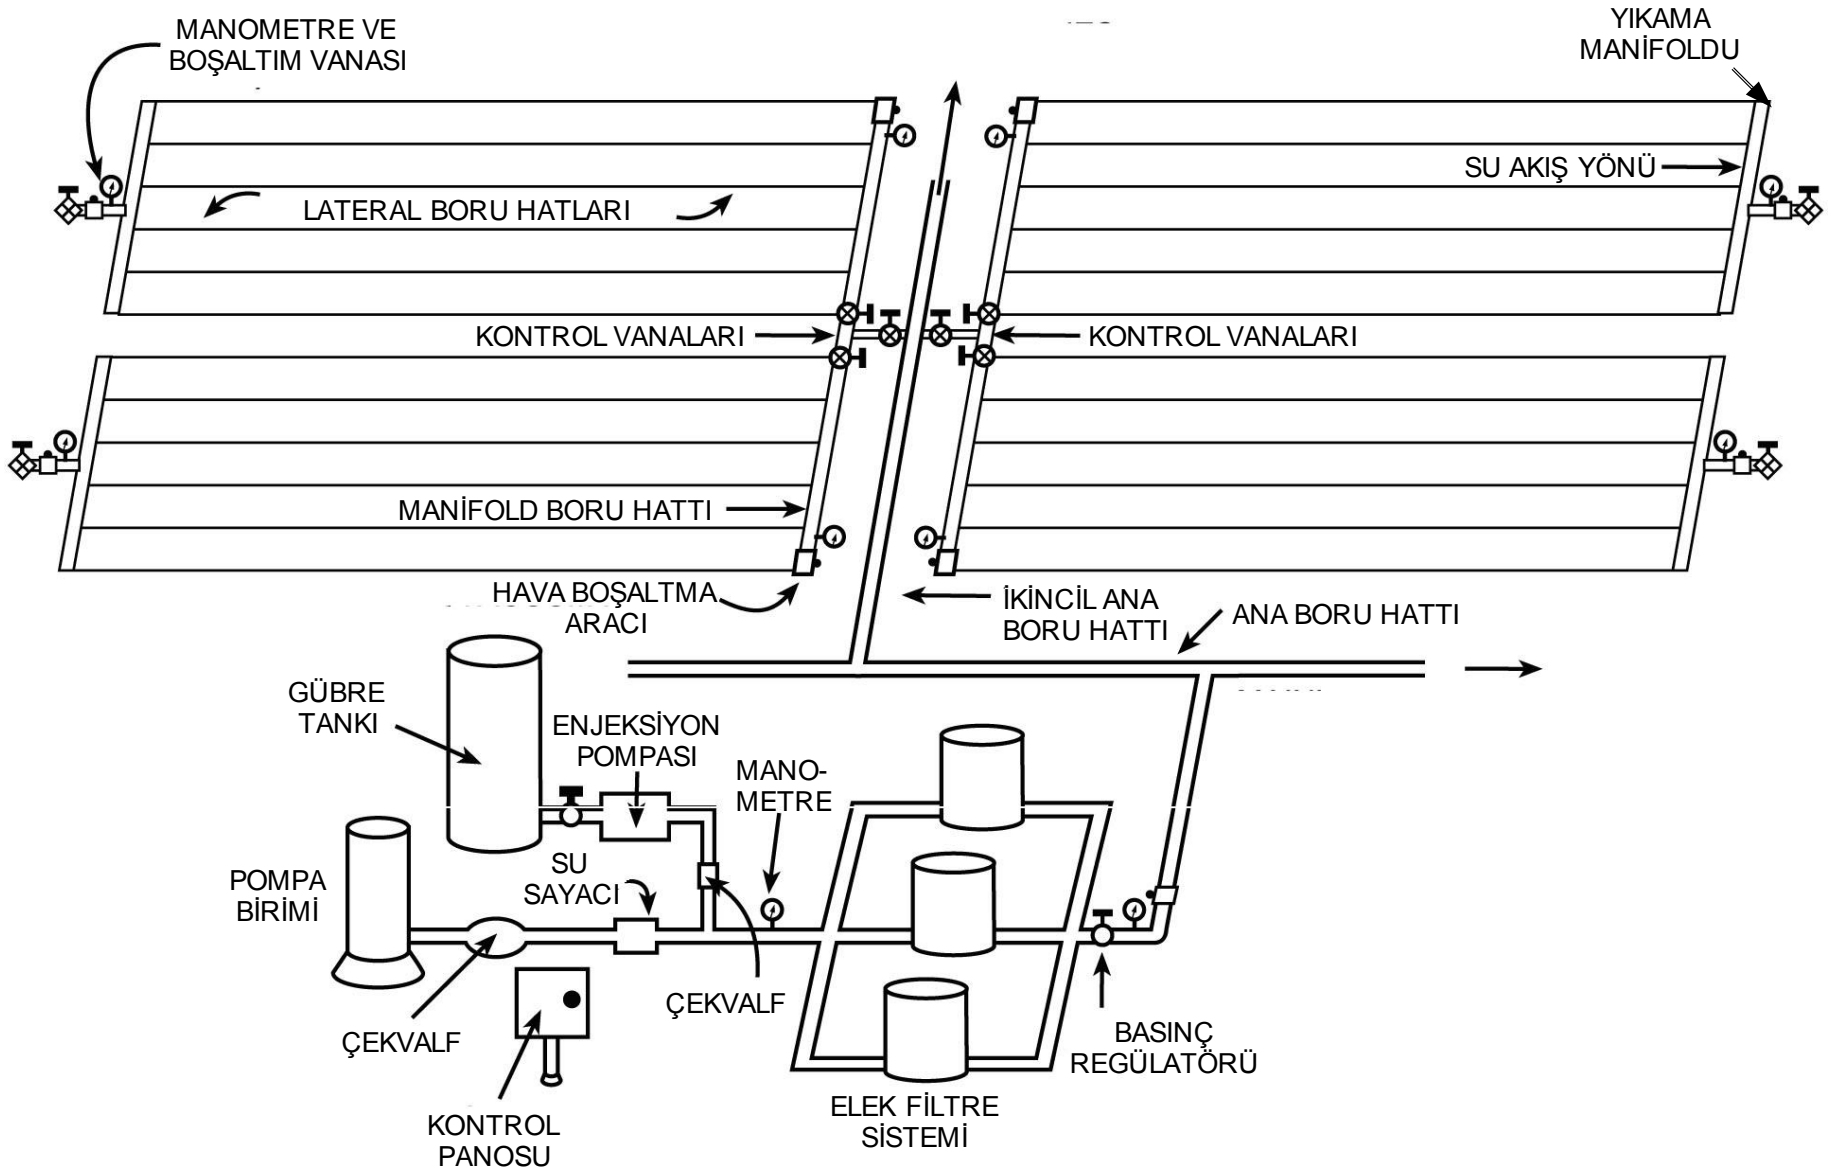 MANOMETRE VE
BOŞALTIM VANASI
YIKAMA
MANİFOLDU
SU AKIŞ YÖNÜ
LATERAL BORU HATLARI
KONTROL VANALARI
KONTROL VANALARI
MANİFOLD BORU HATTI
HAVA BOŞALTMA
ARACI
İKİNCİL ANA
BORU HATTI
ANA BORU HATTI
GÜBRE
TANKI
ENJEKSİYON
POMPASI
MANO-
METRE
SU
SAYACI
POMPA
BİRİMİ
ÇEKVALF
ÇEKVALF
BASINÇ
REGÜLATÖRÜ
KONTROL
PANOSU
ELEK FİLTRE
SİSTEMİ